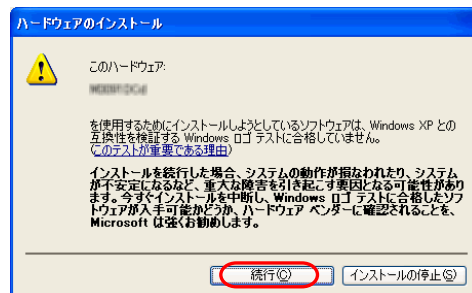 ハードウェアのインストール
このハードウェア:
を使用するためにインストールしようとしているソフトウェアは、Windows XP との
互換性を検証する Windows ロゴ テストに合格していません。
(このテストが重要である理由)
インストールを続行した場合、システムの動作が損なわれたり、システム
が不安定になるなど、重大な障害を引き起こす要因となる可能性があり
ます。今すぐインストールを中断し、Windows ロゴ テストに合格したソフ
トウェアが入手可能かどうか、ハードウェア ベンダーに確認されることを、
Microsoft は強くお勧めします。
続行(C) インストールの停止(S)